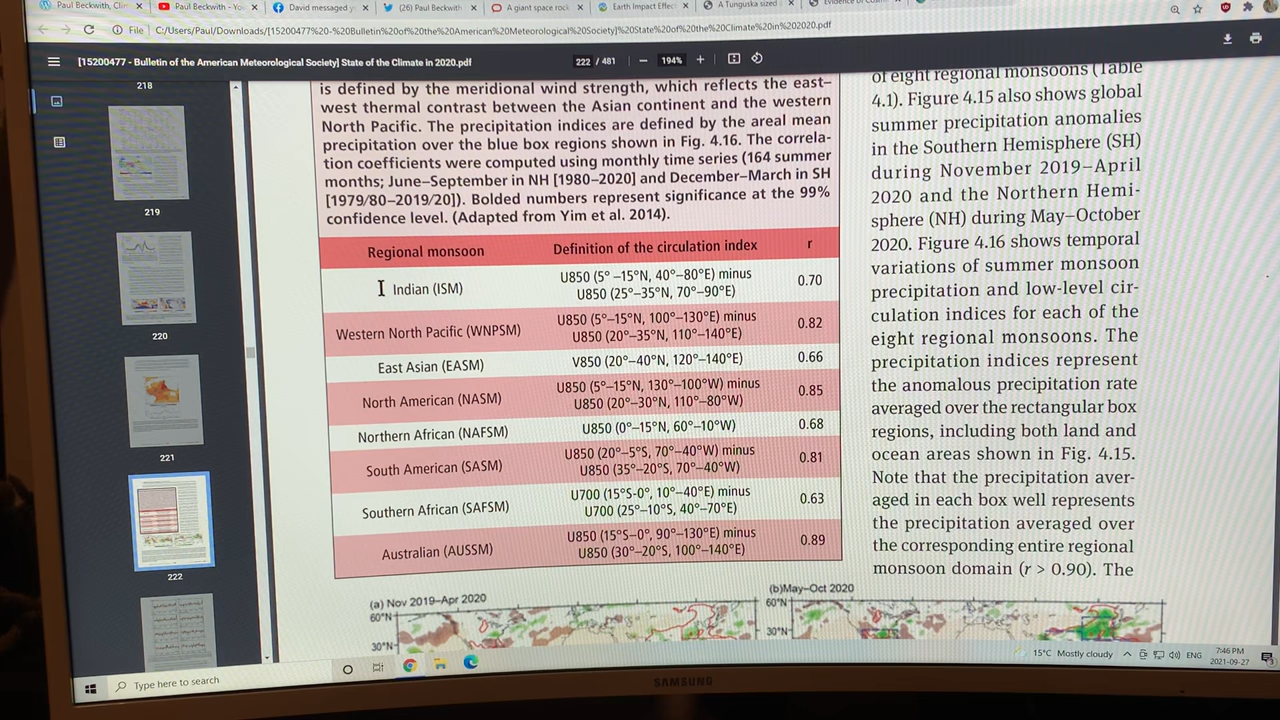 Paul Beckwith, Clim
Paul Beckwith - Yo
David messaged y
(26) Paul Beckwith
A giant space rock
Earth Impact Effec
A Tunguska sized
File
C:/Users/Paul/Downloads/[15200477%20-%20Bulletin%20of%20the%20American%20Meteorological%20Society]%20State%20of%20the%20Climate%20in%202020.pdf
[15200477 - Bulletin of the American Meteorological Society] State of the Climate in 2020.pdf
222 / 481
194%
218
219
220
221
222
is defined by the meridional wind strength, which reflects the east–
west thermal contrast between the Asian continent and the western
North Pacific. The precipitation indices are defined by the areal mean
precipitation over the blue box regions shown in Fig. 4.16. The correla-
tion coefficients were computed using monthly time series (164 summer
months; June–September in NH [1980–2020] and December–March in SH
[1979/80–2019/20]). Bolded numbers represent significance at the 99%
confidence level. (Adapted from Yim et al. 2014).
Regional monsoon
Definition of the circulation index
r
Indian (ISM)
U850 (5° –15°N, 40°–80°E) minus
U850 (25°–35°N, 70°–90°E)
0.70
Western North Pacific (WNPSM)
U850 (5°–15°N, 100°–130°E) minus
U850 (20°–35°N, 110°–140°E)
0.82
East Asian (EASM)
V850 (20°–40°N, 120°–140°E)
0.66
North American (NASM)
U850 (5°–15°N, 130°–100°W) minus
U850 (20°–30°N, 110°–80°W)
0.85
Northern African (NAFSM)
U850 (0°–15°N, 60°–10°W)
0.68
South American (SASM)
U850 (20°–5°S, 70°–40°W) minus
U850 (35°–20°S, 70°–40°W)
0.81
Southern African (SAFSM)
U700 (15°S-0°, 10°–40°E) minus
U700 (25°–10°S, 40°–70°E)
0.63
Australian (AUSSM)
U850 (15°S–0°, 90°–130°E) minus
U850 (30°–20°S, 100°–140°E)
0.89
(a) Nov 2019–Apr 2020
60°N
30°N
(b)May–Oct 2020
60°N
30°N
of eight regional monsoons (Table
4.1). Figure 4.15 also shows global
summer precipitation anomalies
in the Southern Hemisphere (SH)
during November 2019–April
2020 and the Northern Hemi-
sphere (NH) during May–October
2020. Figure 4.16 shows temporal
variations of summer monsoon
precipitation and low-level cir-
culation indices for each of the
eight regional monsoons. The
precipitation indices represent
the anomalous precipitation rate
averaged over the rectangular box
regions, including both land and
ocean areas shown in Fig. 4.15.
Note that the precipitation aver-
aged in each box well represents
the precipitation averaged over
the corresponding entire regional
monsoon domain (r > 0.90). The
Type here to search
15°C Mostly cloudy
ENG
7:46 PM
2021-09-27
SAMSUNG